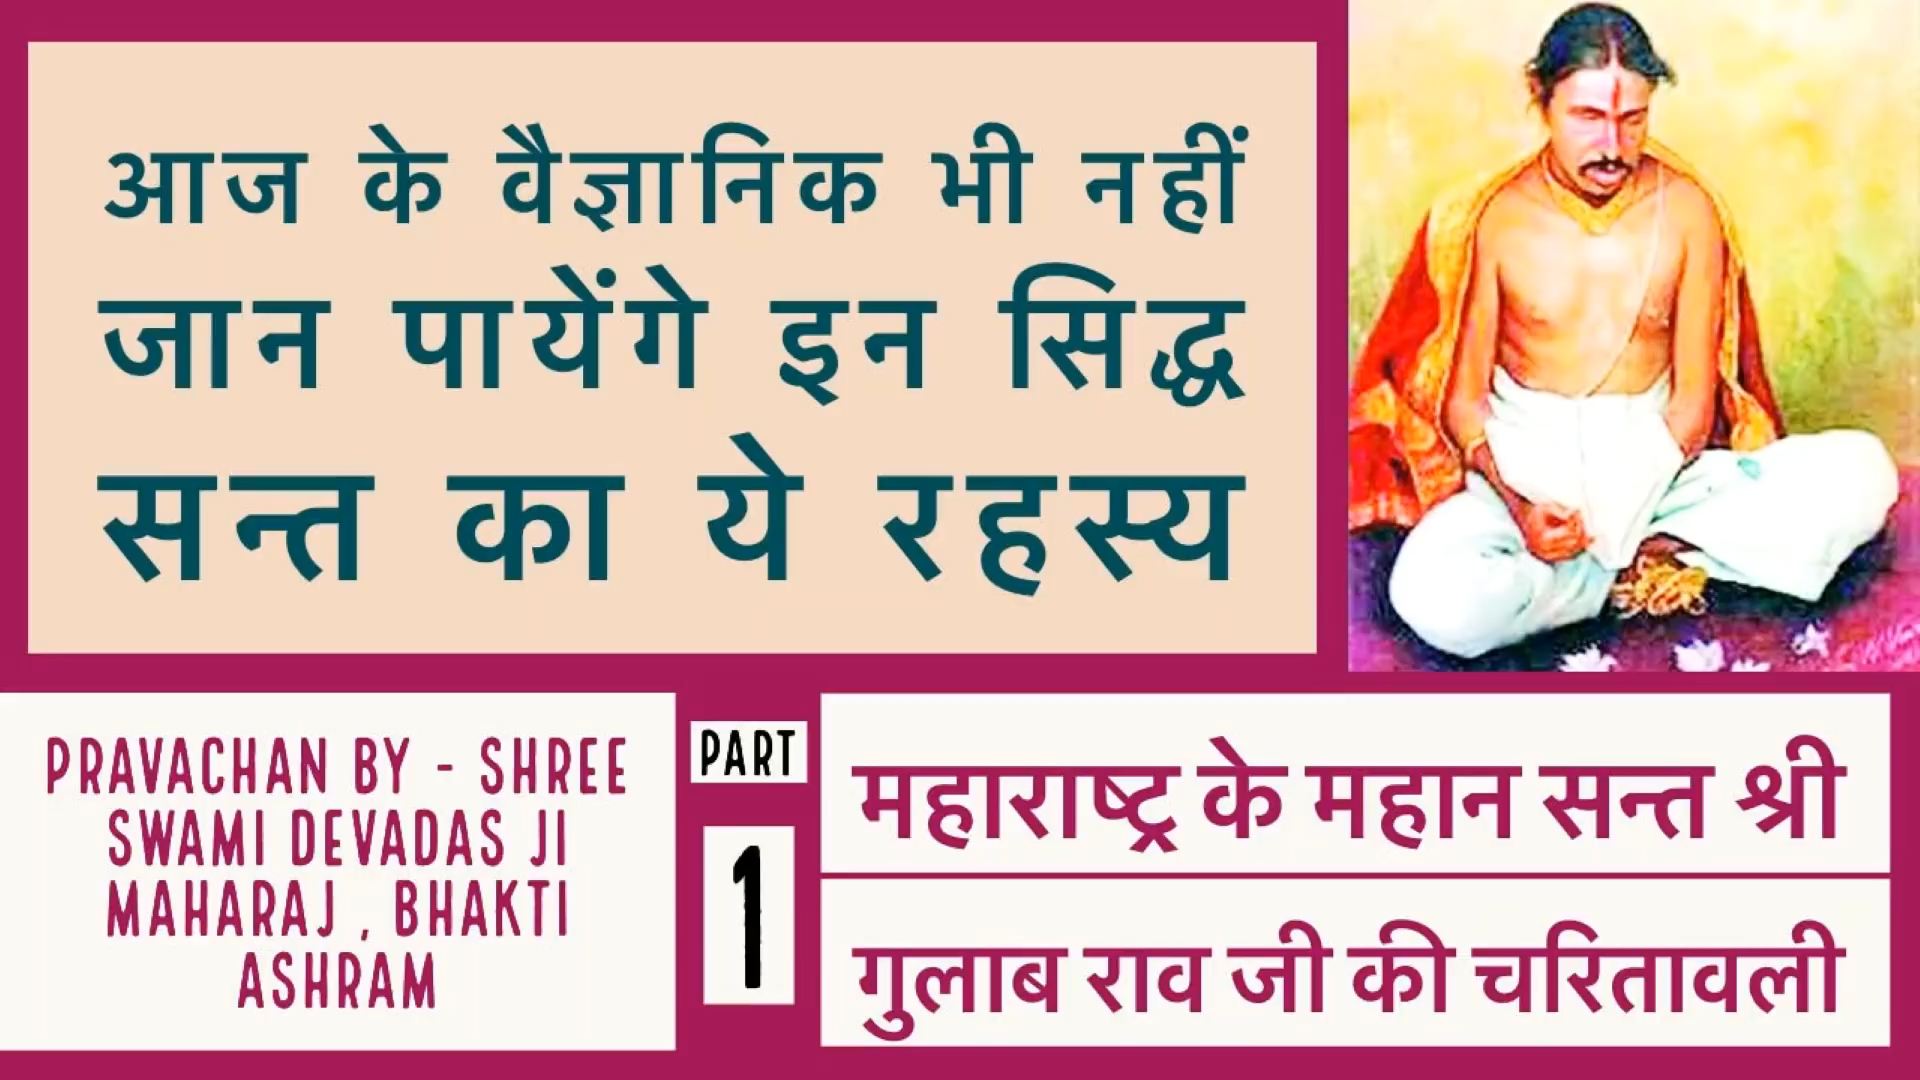 आज के वैज्ञानिक भी नहीं
जान पायेंगे इन सिद्ध
सन्त का ये रहस्य
PRAVACHAN BY - SHREE
SWAMI DEVADAS JI
MAHARAJ , BHAKTI
ASHRAM
PART
1
महाराष्ट्र के महान सन्त श्री
गुलाब राव जी की चरितावली